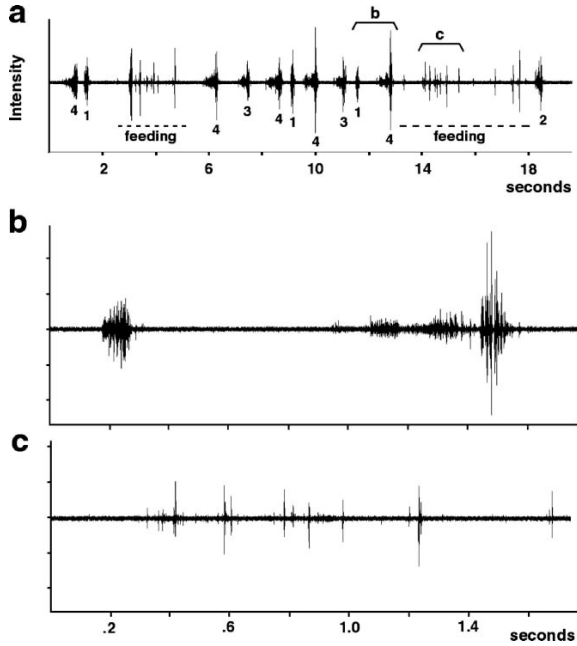 a
b
c
Intensity
4 1 feeding 4 3 4 1 4 3 1 4 feeding 2
2 6 10 14 18
seconds
b
c
.2 .6 1.0 1.4 seconds